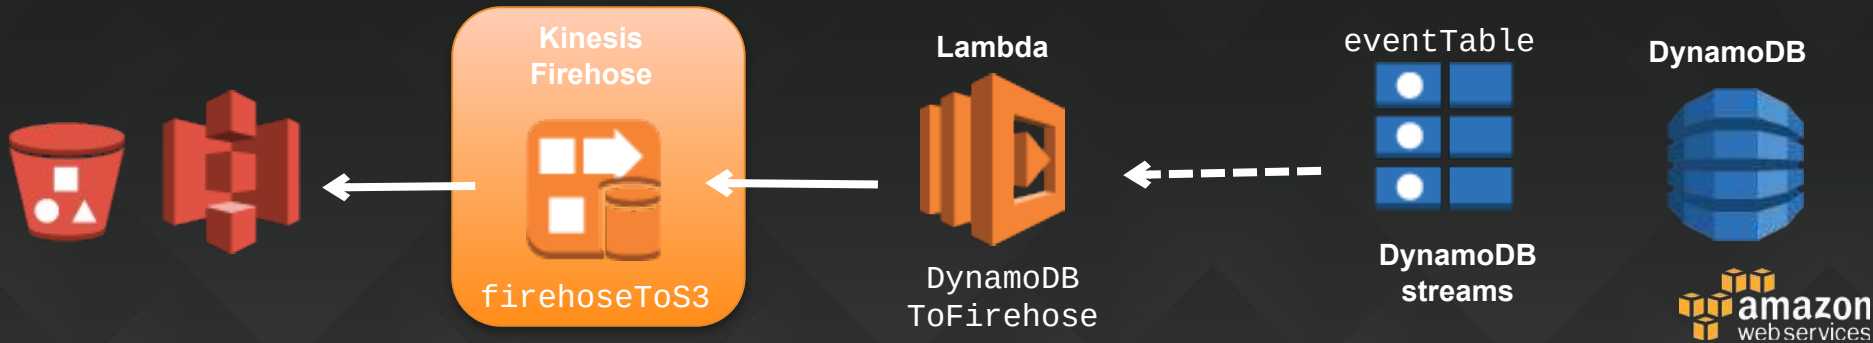 Kinesis
Firehose
firehoseToS3
Lambda
DynamoDB
ToFirehose
eventTable
DynamoDB
streams
DynamoDB
amazon
webservices